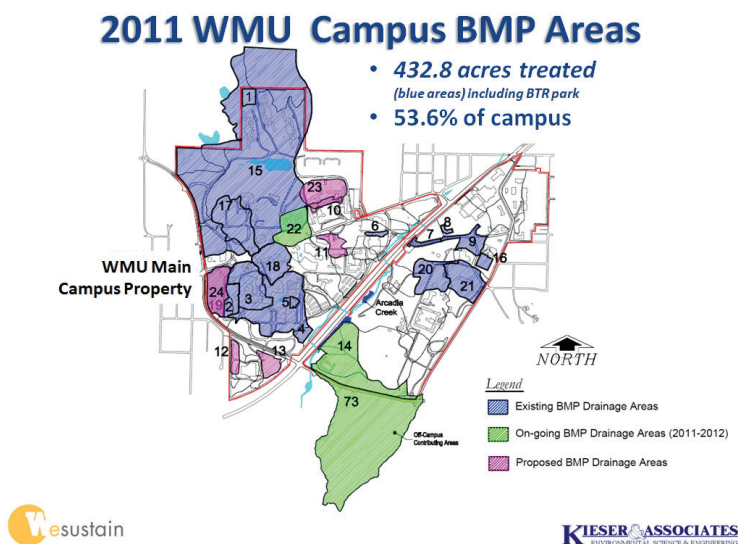 2011 WMU Campus BMP Areas
• 432.8 acres treated
(blue areas) including BTR park
• 53.6% of campus
1
15
23
10
17
22
6
8
7
9
11
16
18
20
21
WMU Main
Campus Property
24
19
2
3
5
4
Arcadia
Creek
14
12
13
NORTH
73
Off-Campus
Contributing Areas
Legend
Existing BMP Drainage Areas
On-going BMP Drainage Areas (2011-2012)
Proposed BMP Drainage Areas
Wesustain
KIESER & ASSOCIATES
ENVIRONMENTAL SCIENCE & ENGINEERING